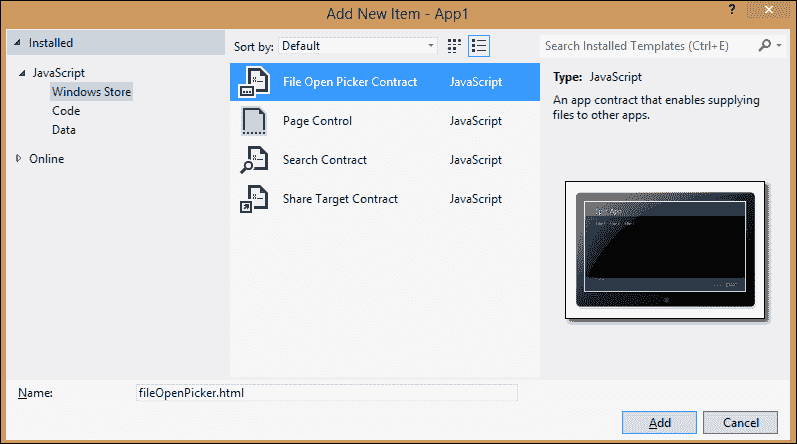 Add New Item - App1
?
Installed
Sort by: Default
Search Installed Templates (Ctrl+E)
JavaScript
Windows Store
Code
Data
Online
File Open Picker Contract JavaScript
Page Control JavaScript
Search Contract JavaScript
Share Target Contract JavaScript
Type: JavaScript
An app contract that enables supplying
files to other apps.
Name: fileOpenPicker.html
Add Cancel